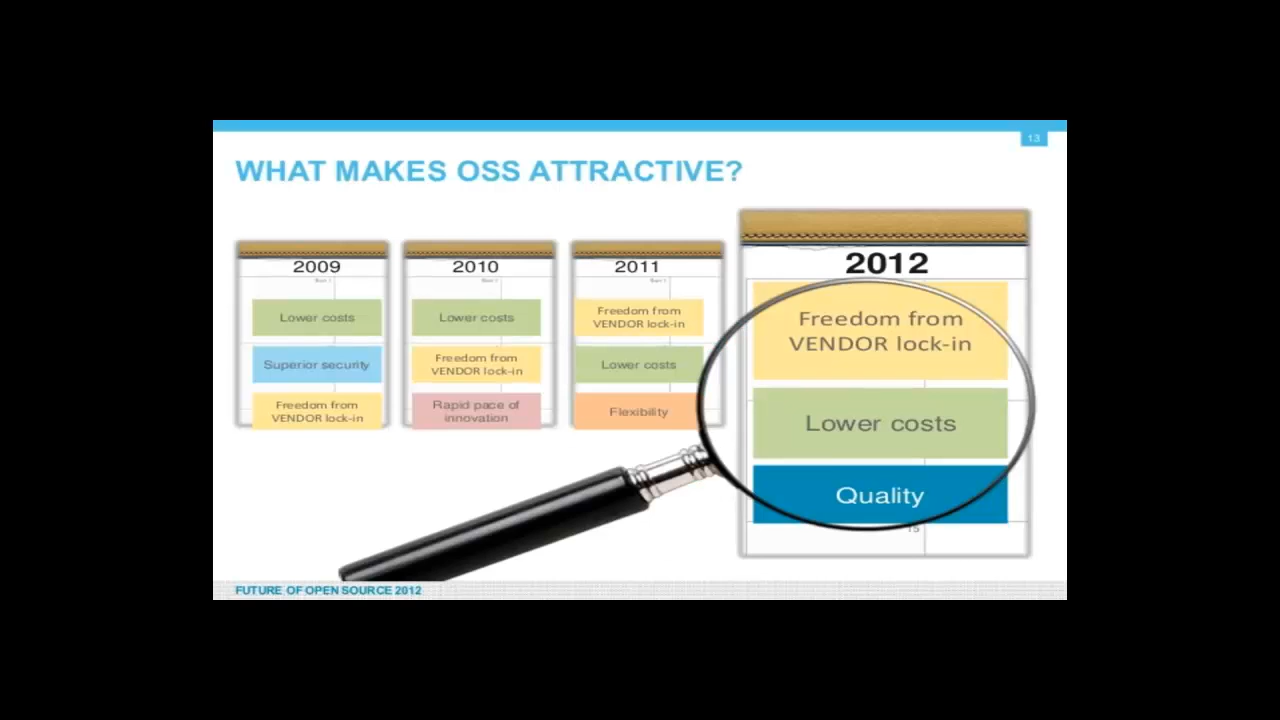 13
WHAT MAKES OSS ATTRACTIVE?
2009
Lower costs
Superior security
Freedom from
VENDOR lock-in
2010
Lower costs
Freedom from
VENDOR lock-in
Rapid pace of
innovation
2011
Freedom from
VENDOR lock-in
Lower costs
Flexibility
2012
Freedom from
VENDOR lock-in
Lower costs
Quality
15
FUTURE OF OPEN SOURCE 2012